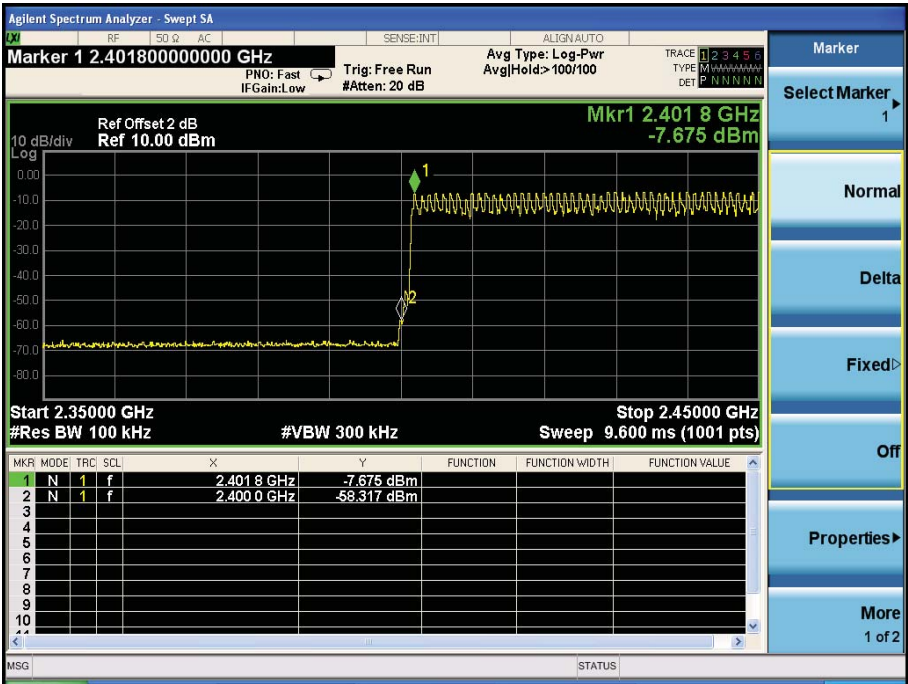 Agilent Spectrum Analyzer - Swept SA
LXI RF 50 Ω AC SENSE:INT ALIGN AUTO
Marker 1 2.401800000000 GHz
PNO: Fast
IFGain:Low
Trig: Free Run
#Atten: 20 dB
Avg Type: Log-Pwr
Avg|Hold:>100/100
TRACE 1 2 3 4 5 6
TYPE M
DET P N N N N N
Mkr1 2.401 8 GHz
-7.675 dBm
Ref Offset 2 dB
10 dB/div Ref 10.00 dBm
Log
1
0.00
-10.0
-20.0
-30.0
-40.0
-50.0
2
-60.0
-70.0
-80.0
Start 2.35000 GHz Stop 2.45000 GHz
#Res BW 100 kHz #VBW 300 kHz Sweep 9.600 ms (1001 pts)
MKR MODE TRC SCL X Y FUNCTION FUNCTION WIDTH FUNCTION VALUE
1 N 1 f 2.401 8 GHz -7.675 dBm
2 N 1 f 2.400 0 GHz -58.317 dBm
3
4
5
6
7
8
9
10
MSG STATUS
Marker
Select Marker
1
Normal
Delta
Fixed
Off
Properties
More
1 of 2